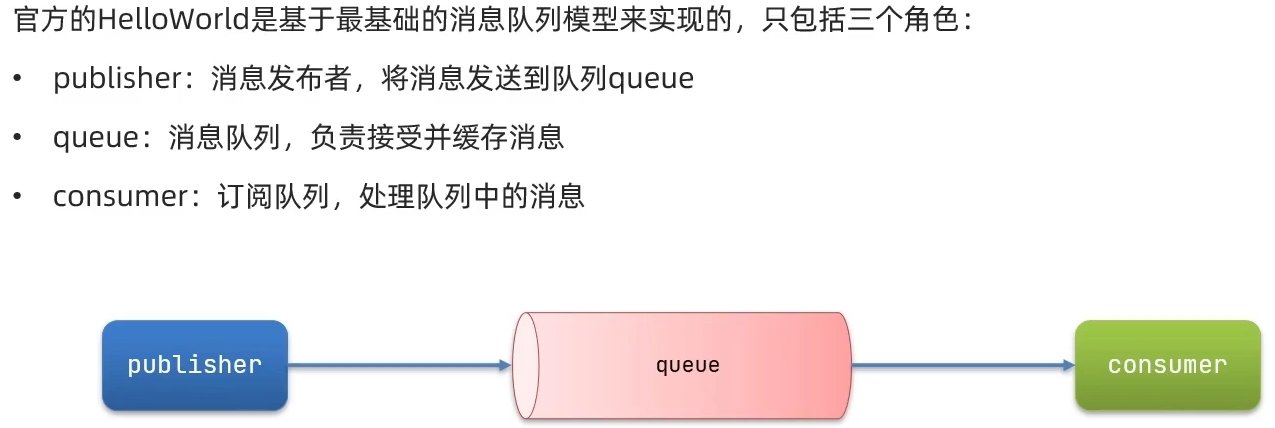 官方的HelloWorld是基于最基础的消息队列模型来实现的，只包括三个角色：
• publisher：消息发布者，将消息发送到队列queue
• queue：消息队列，负责接受并缓存消息
• consumer：订阅队列，处理队列中的消息
publisher
queue
consumer